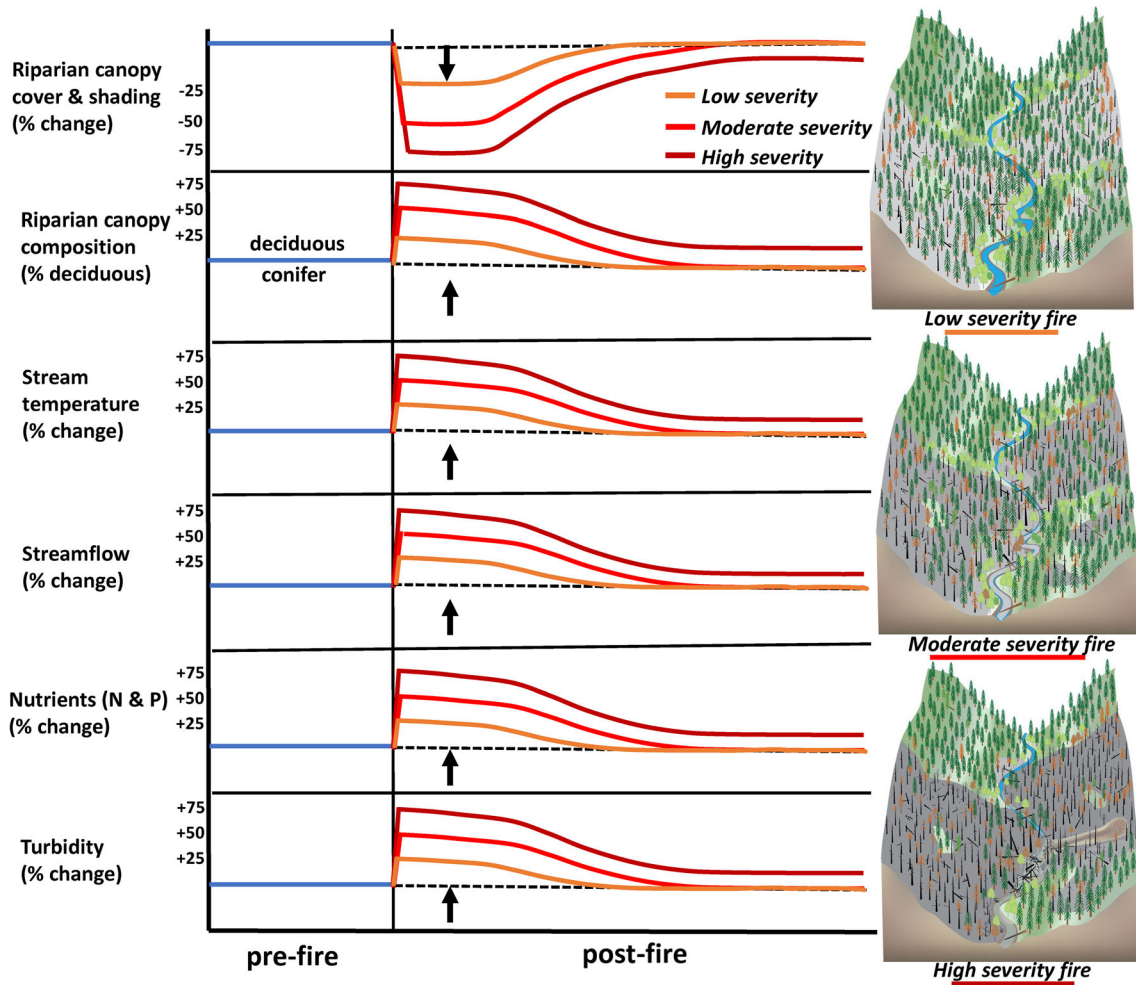 Riparian canopy
cover & shading
(% change)
-25
-50
-75
Low severity
Moderate severity
High severity
Riparian canopy
composition
(% deciduous)
+75
+50
+25
deciduous
conifer
Low severity fire
Stream
temperature
(% change)
+75
+50
+25
Streamflow
(% change)
+75
+50
+25
Moderate severity fire
Nutrients (N & P)
(% change)
+75
+50
+25
Turbidity
(% change)
+75
+50
+25
pre-fire
post-fire
High severity fire